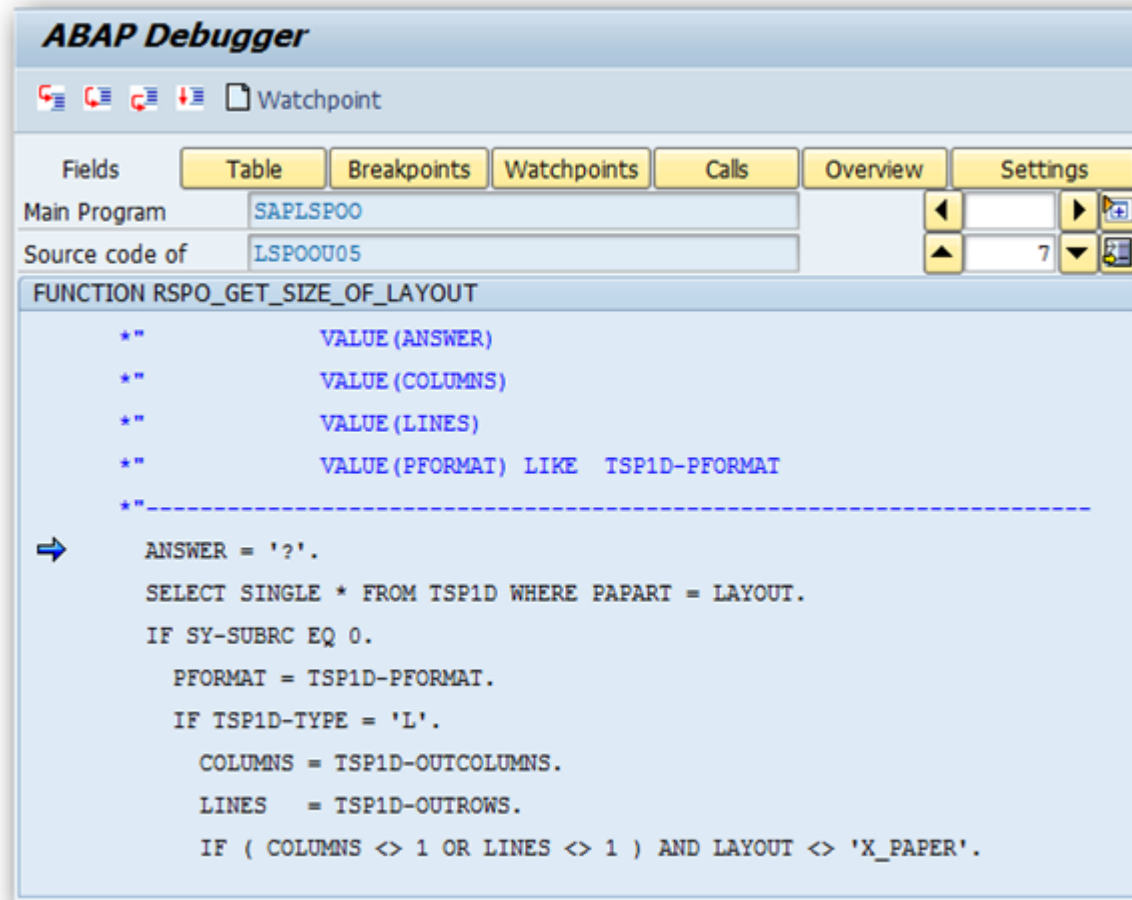 ABAP Debugger
Watchpoint
Fields Table Breakpoints Watchpoints Calls Overview Settings
Main Program SAPLSPOO
Source code of LSPOOU05 7
FUNCTION RSPO_GET_SIZE_OF_LAYOUT
*" VALUE(ANSWER)
*" VALUE(COLUMNS)
*" VALUE(LINES)
*" VALUE(PFORMAT) LIKE TSP1D-PFORMAT
*"----------------------------------------------------------------------
ANSWER = '?'.
SELECT SINGLE * FROM TSP1D WHERE PAPART = LAYOUT.
IF SY-SUBRC EQ 0.
PFORMAT = TSP1D-PFORMAT.
IF TSP1D-TYPE = 'L'.
COLUMNS = TSP1D-OUTCOLUMNS.
LINES = TSP1D-OUTROWS.
IF ( COLUMNS <> 1 OR LINES <> 1 ) AND LAYOUT <> 'X_PAPER'.